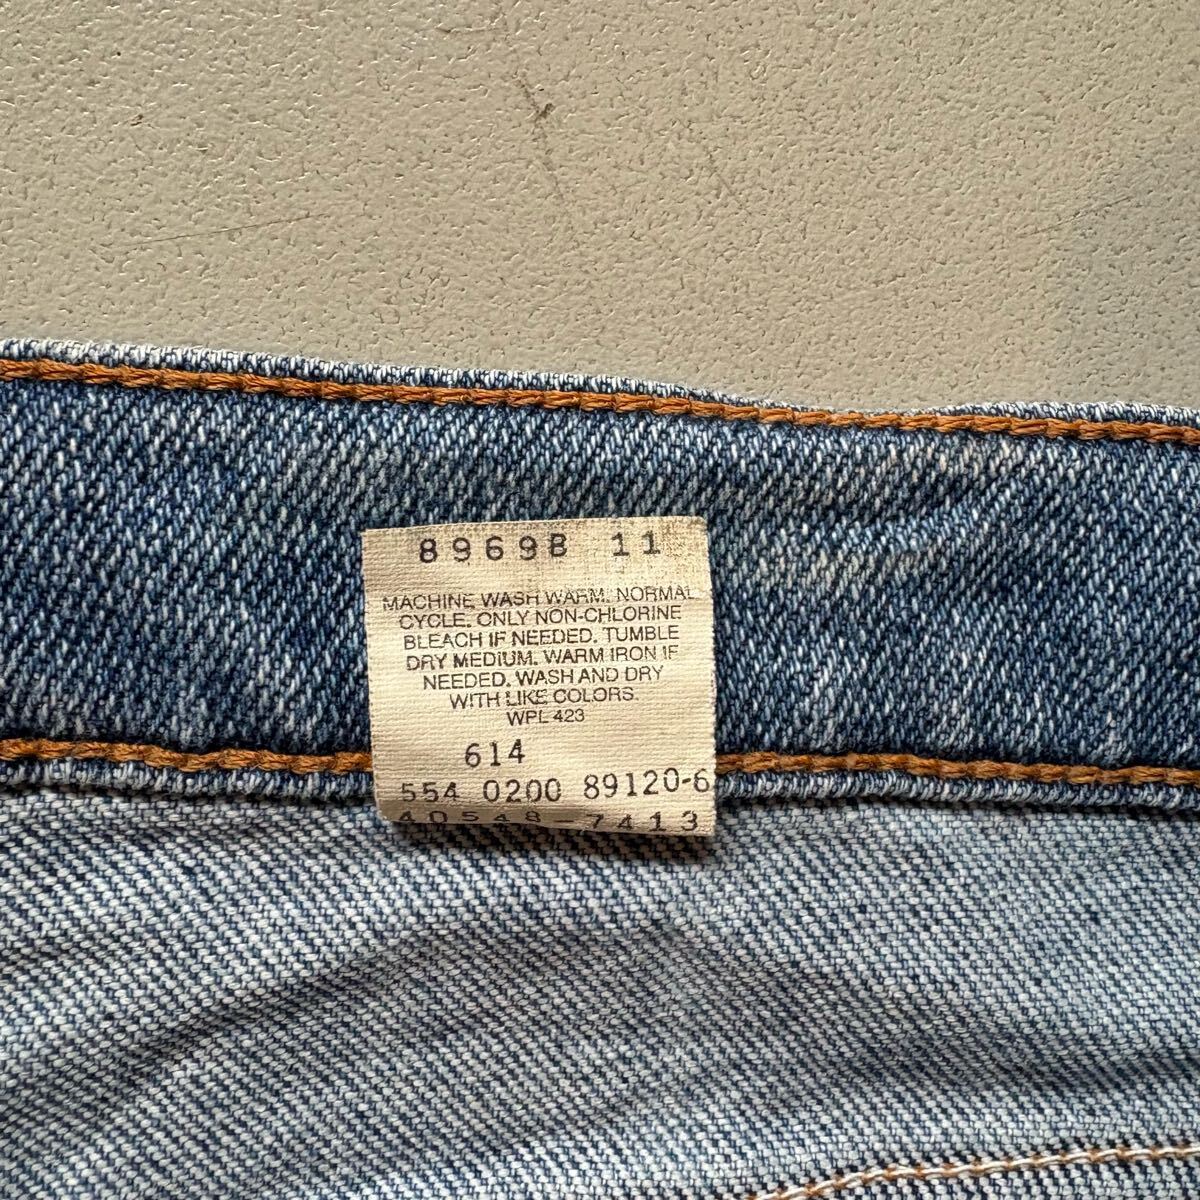 8969B 11
MACHINE WASH WARM. NORMAL
CYCLE. ONLY NON-CHLORINE
BLEACH IF NEEDED. TUMBLE
DRY MEDIUM. WARM IRON IF
NEEDED. WASH AND DRY
WITH LIKE COLORS.
WPL 423
614
554 0200 89120-6
40548-7413